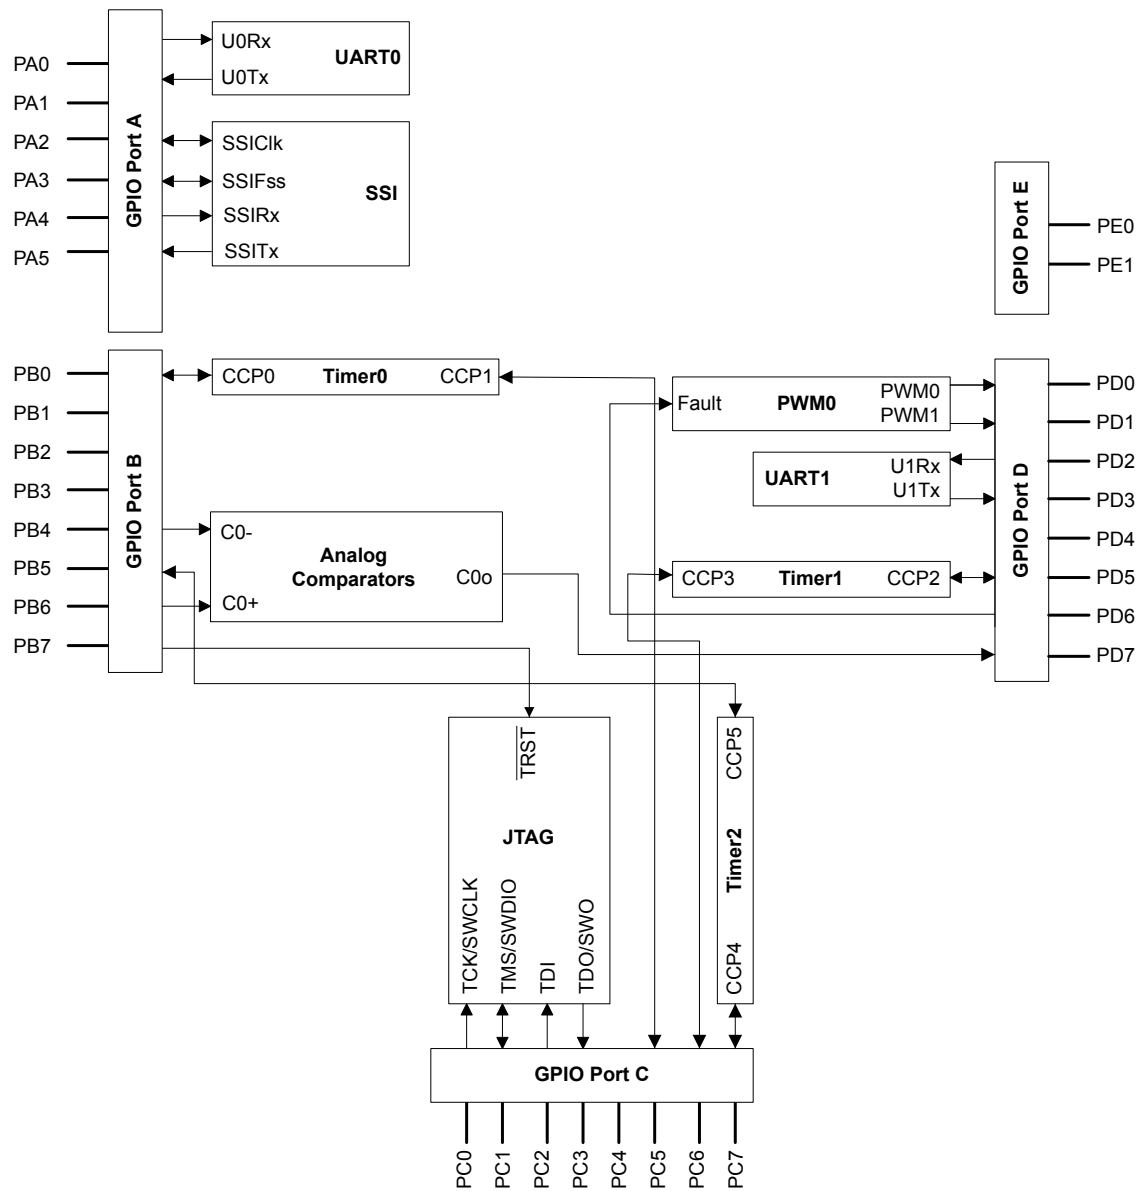 PA0
PA1
PA2
PA3
PA4
PA5
GPIO Port A
U0Rx
U0Tx
UART0
SSIClk
SSIFss
SSIRx
SSITx
SSI
GPIO Port E
PE0
PE1
PB0
PB1
PB2
PB3
PB4
PB5
PB6
PB7
GPIO Port B
CCP0
Timer0
CCP1
C0-
C0+
Analog
Comparators
C0o
Fault
PWM0
PWM0
PWM1
UART1
U1Rx
U1Tx
CCP3
Timer1
CCP2
GPIO Port D
PD0
PD1
PD2
PD3
PD4
PD5
PD6
PD7
TRST
JTAG
TCK/SWCLK
TMS/SWDIO
TDI
TDO/SWO
CCP5
Timer2
CCP4
GPIO Port C
PC0
PC1
PC2
PC3
PC4
PC5
PC6
PC7